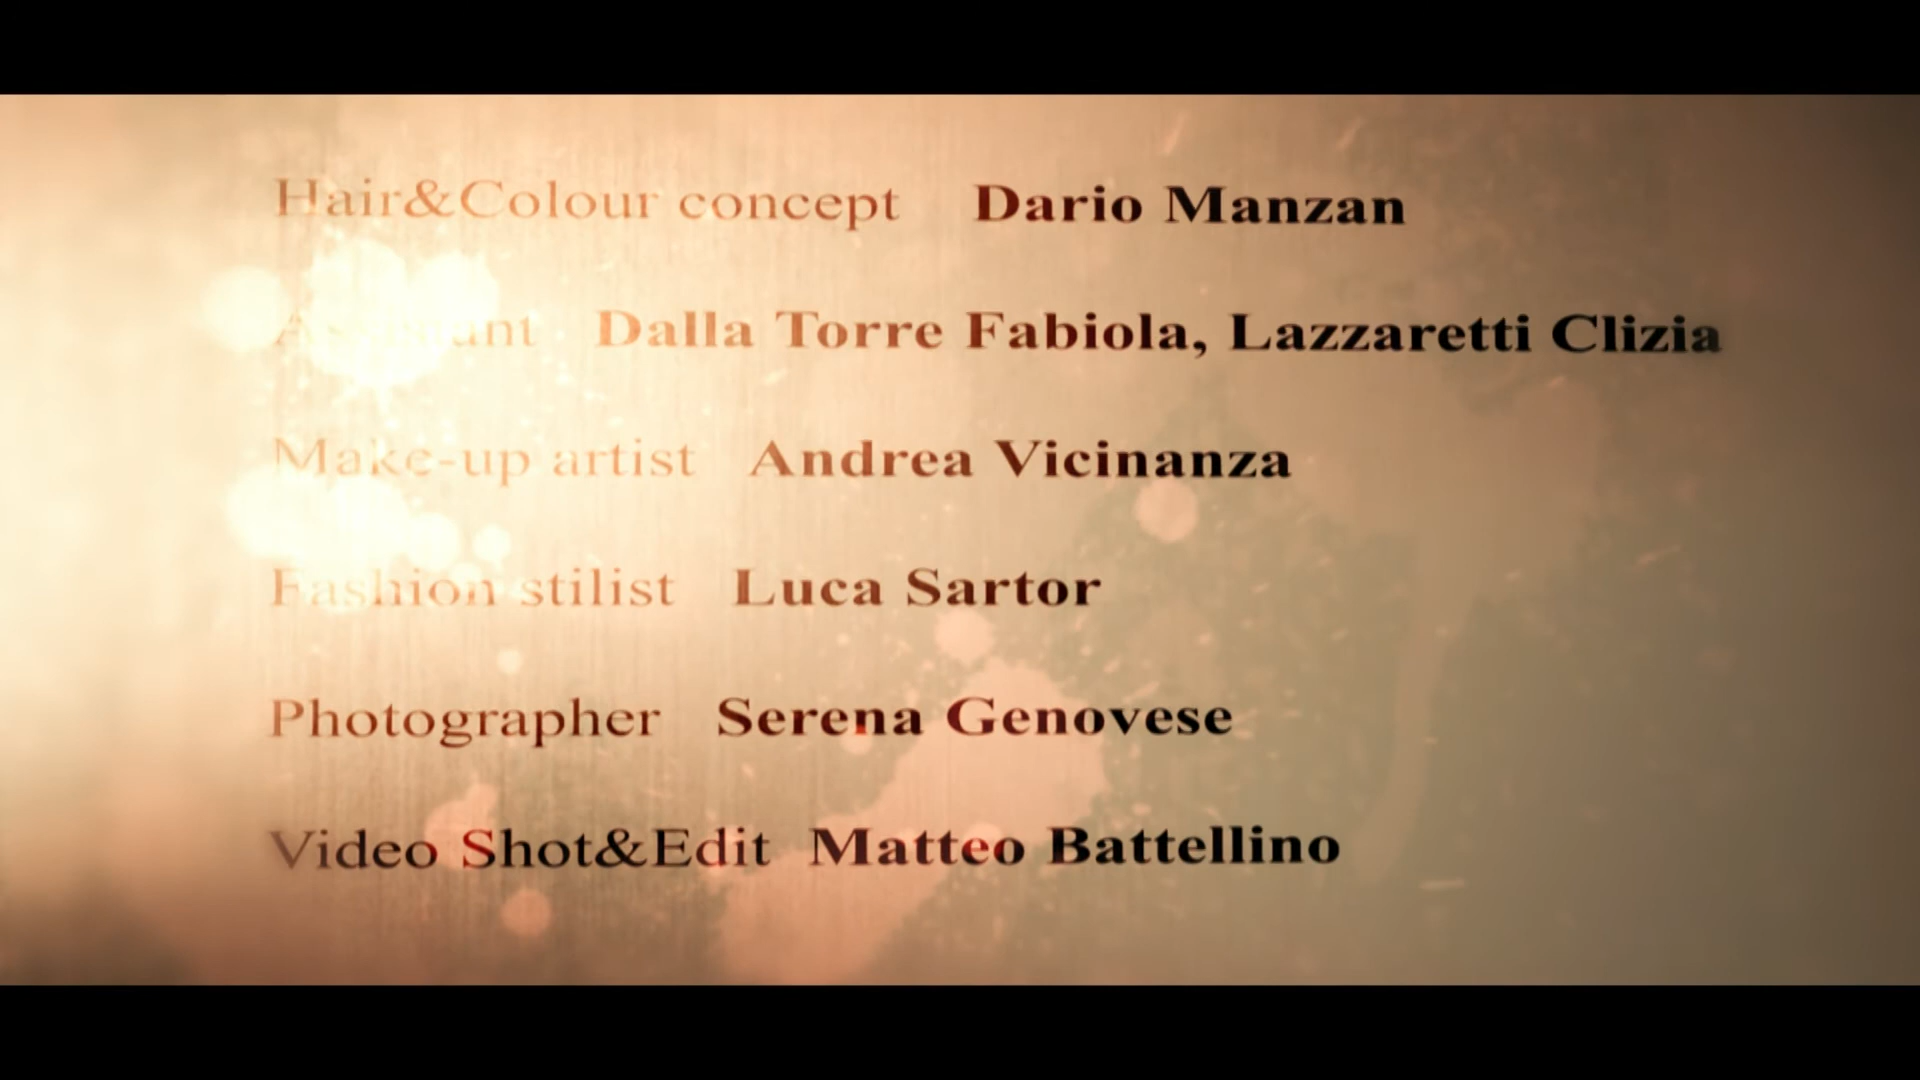 Hair&Colour concept Dario Manzan
Assistant Dalla Torre Fabiola, Lazzaretti Clizia
Make-up artist Andrea Vicinanza
Fashion stilist Luca Sartor
Photographer Serena Genovese
Video Shot&Edit Matteo Battellino